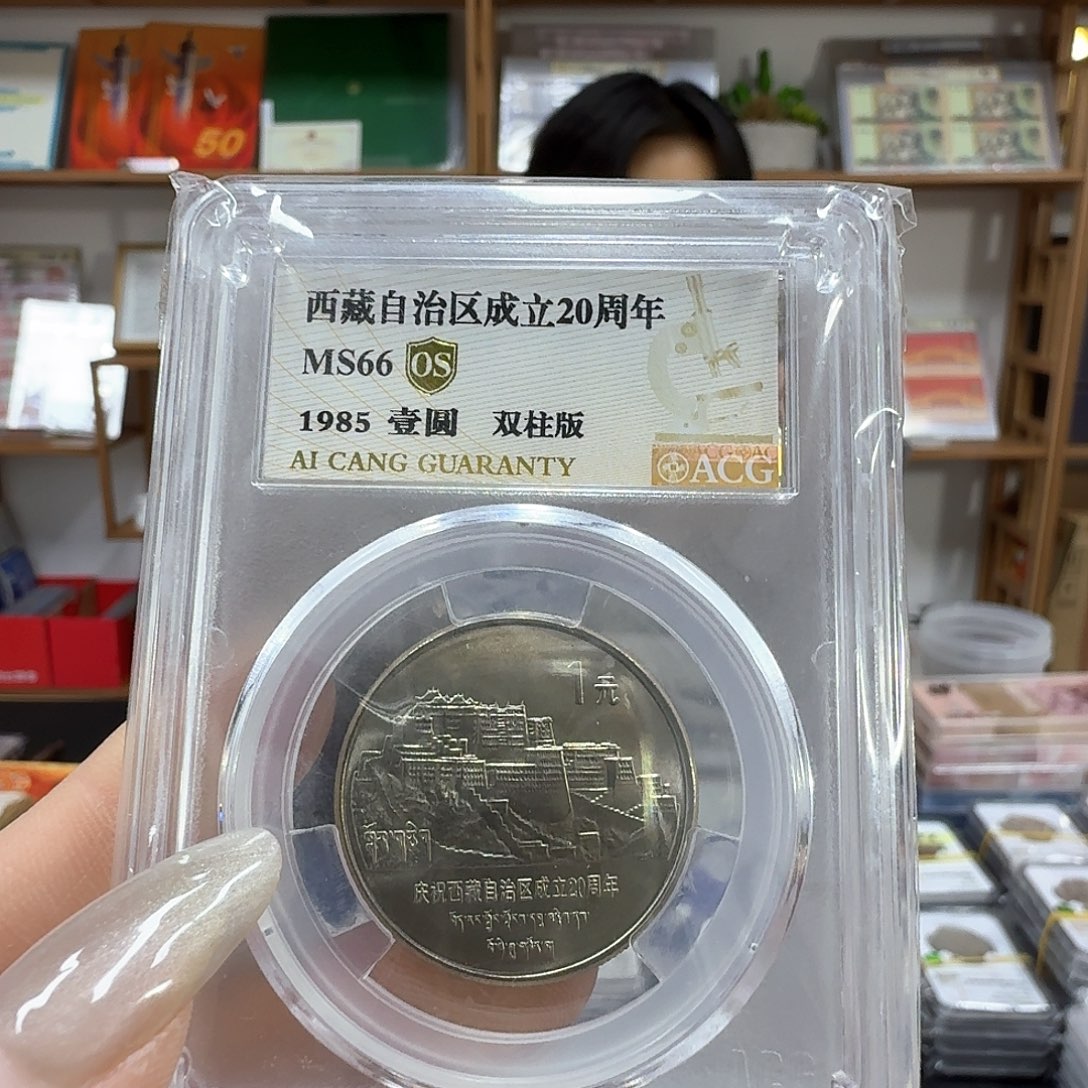 50
西藏自治区成立20周年
MS66 OS
1985 壹圆 双柱版
AI CANG GUARANTY
ACG
1元
庆祝西藏自治区成立20周年